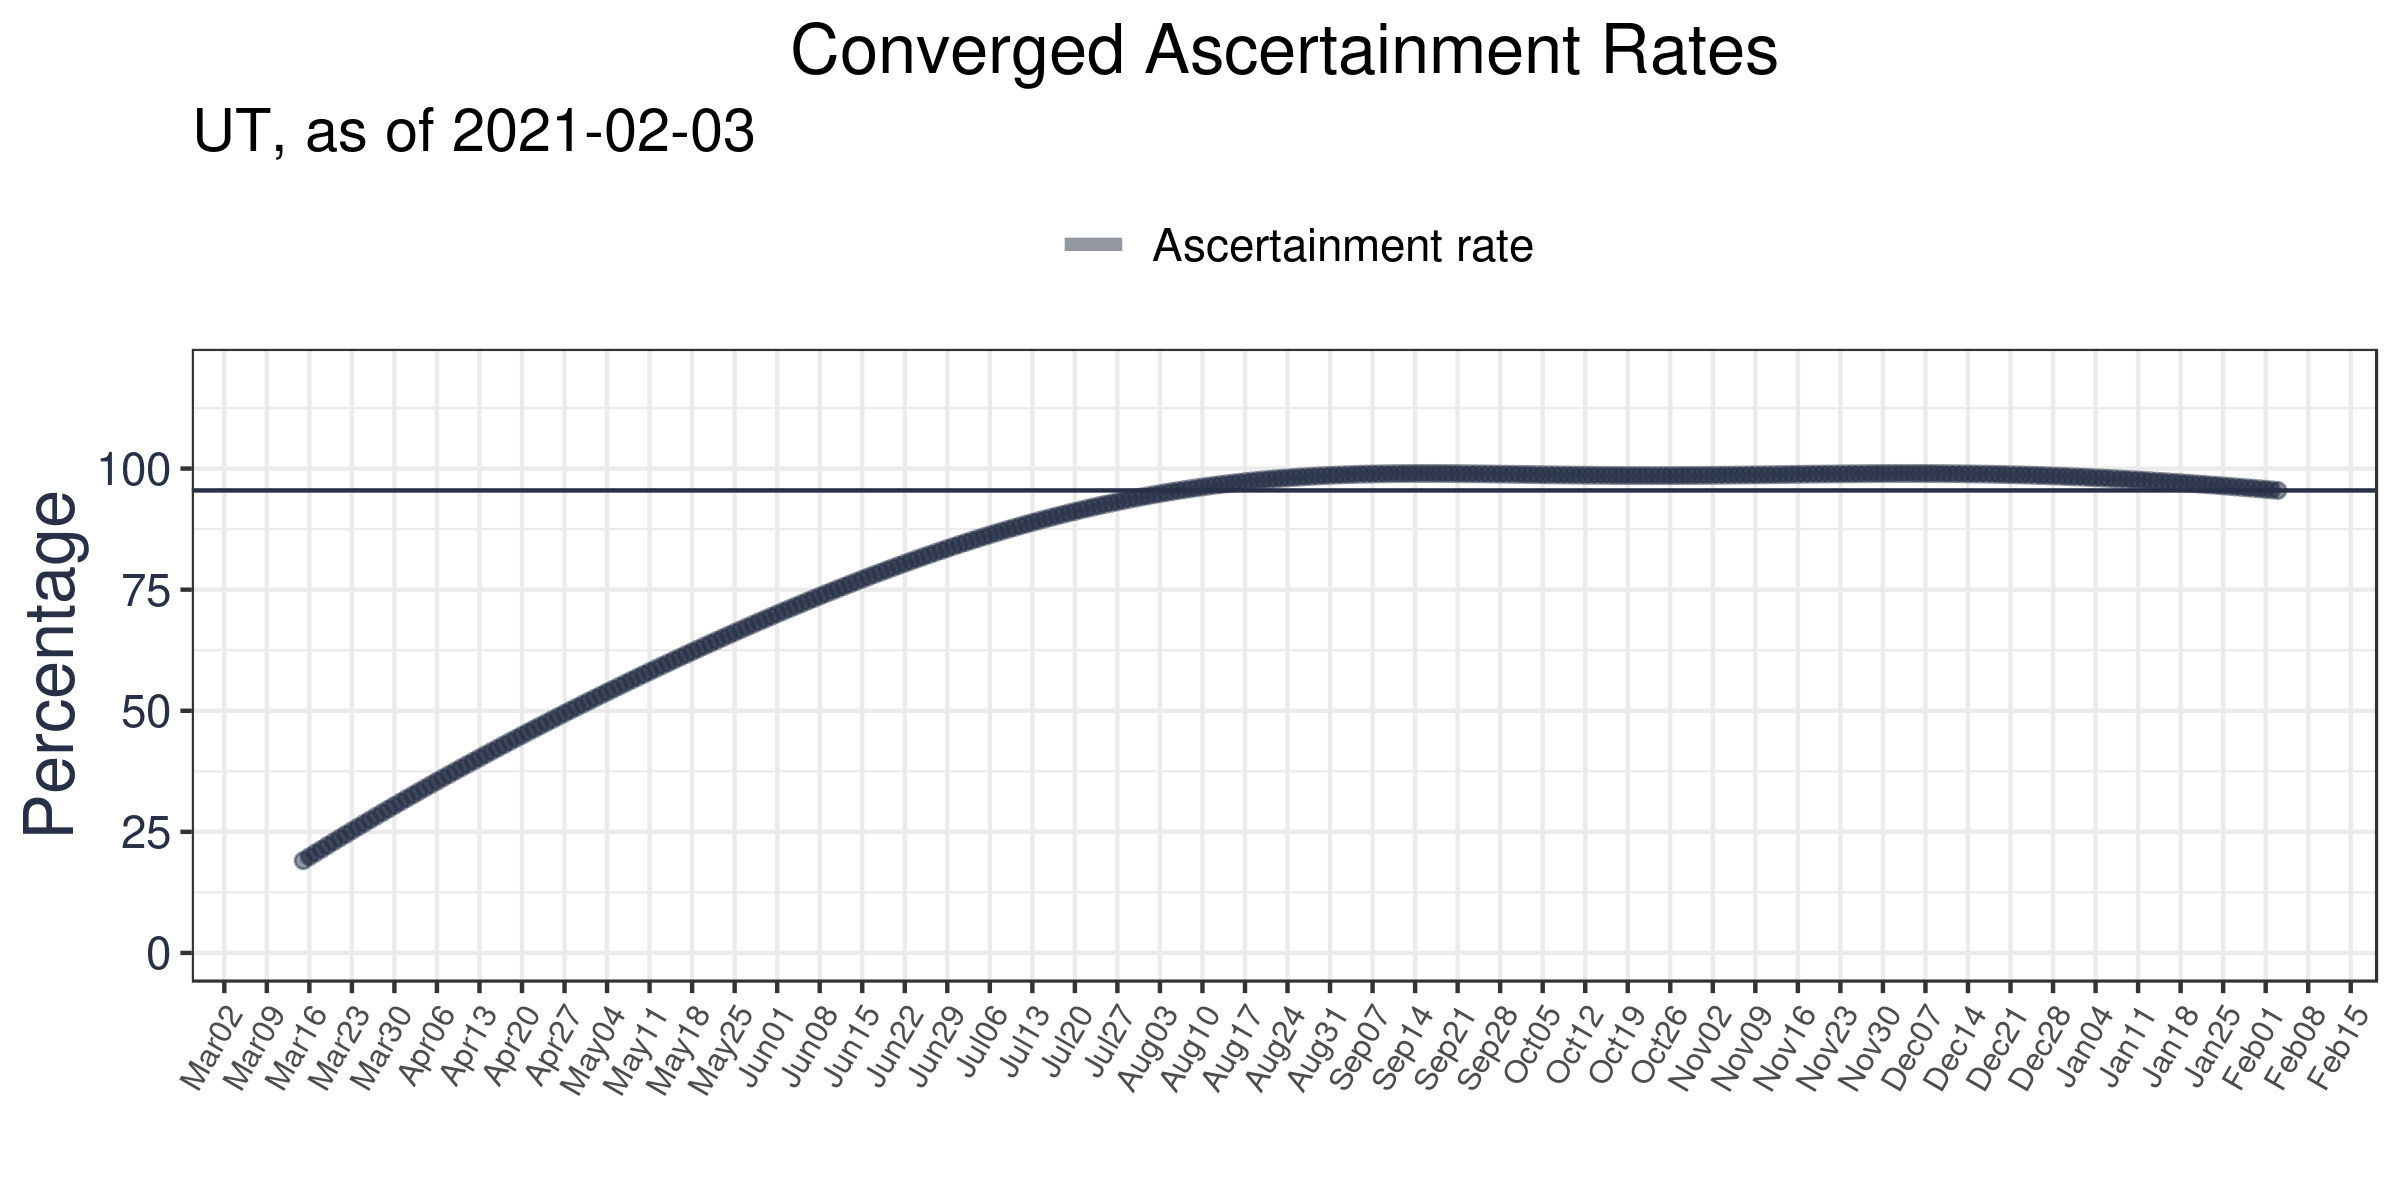 Converged Ascertainment Rates
UT, as of 2021-02-03
Ascertainment rate
Percentage
100
75
50
25
0
Mar02 Mar09 Mar16 Mar23 Mar30 Apr06 Apr13 Apr20 Apr27 May04 May11 May18 May25 Jun01 Jun08 Jun15 Jun22 Jun29 Jul06 Jul13 Jul20 Jul27 Aug03 Aug10 Aug17 Aug24 Aug31 Sep07 Sep14 Sep21 Sep28 Oct05 Oct12 Oct19 Oct26 Nov02 Nov09 Nov16 Nov23 Nov30 Dec07 Dec14 Dec21 Dec28 Jan04 Jan11 Jan18 Jan25 Feb01 Feb08 Feb15